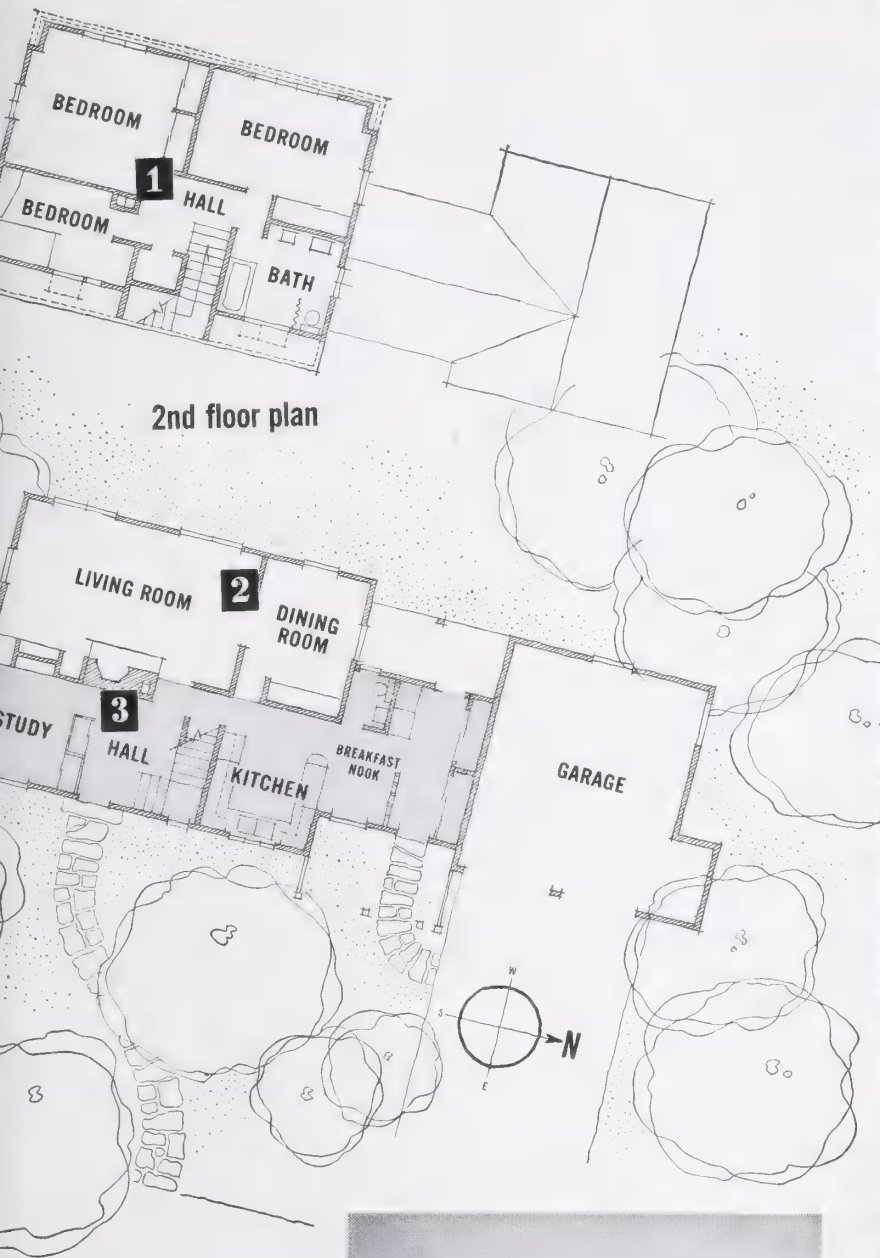 BEDROOM
BEDROOM
1
HALL
BEDROOM
BATH
2nd floor plan
LIVING ROOM
2
DINING
ROOM
3
STUDY
HALL
BREAKFAST
NOOK
KITCHEN
GARAGE
W
S
N
E